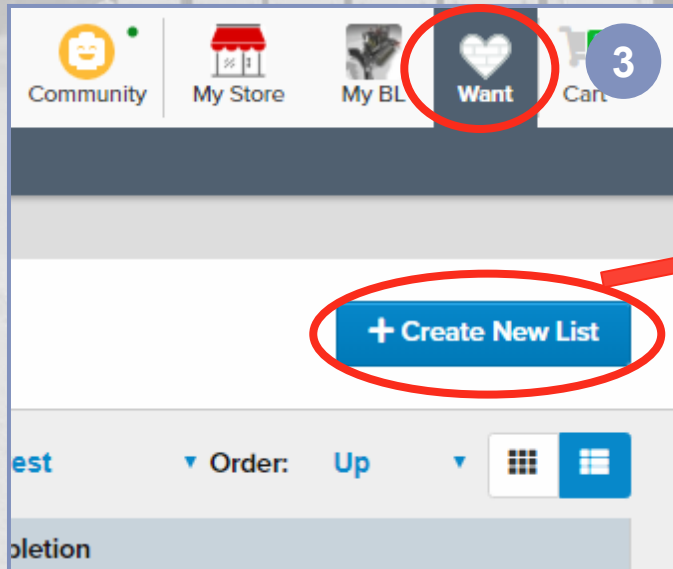 Community
My Store
My BL
Want
Cart
3
+ Create New List
est
Order:
Up
pletion